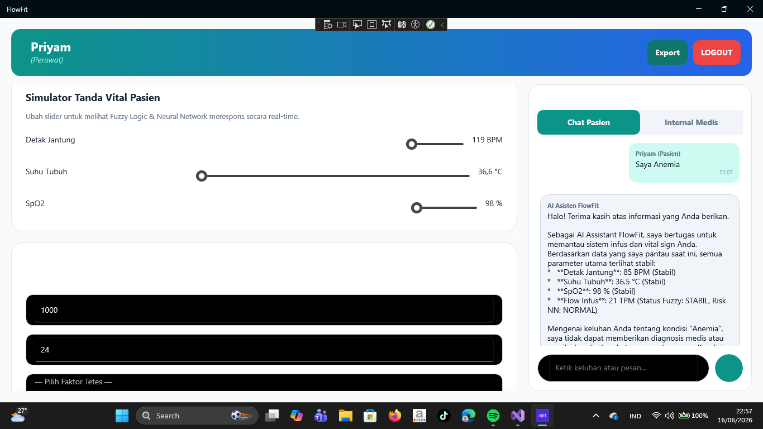 FlowFit
Priyam
(Perawat)
Export
LOGOUT
Simulator Tanda Vital Pasien
Ubah slider untuk melihat Fuzzy Logic & Neural Network merespons secara real-time.
Detak Jantung
119 BPM
Suhu Tubuh
36,6 °C
SpO2
98 %
1000
24
— Pilih Faktor Tetes —
Chat Pasien
Internal Medis
Priyam (Pasien)
Saya Anemia
AI Asisten FlowFit
Halo! Terima kasih atas informasi yang Anda berikan.
Sebagai AI Assistant FlowFit, saya bertugas untuk
memantau sistem infus dan vital sign Anda.
Berdasarkan data yang saya pantau saat ini, semua
parameter utama terlihat stabil:
* **Detak Jantung**: 85 BPM (Stabil)
* **Suhu Tubuh**: 36.5 °C (Stabil)
* **SpO2**: 98 % (Stabil)
* **Flow Infus**: 21 TPM (Status Fuzzy: STABIL, Risk
NN: NORMAL)
Mengenai keluhan Anda tentang kondisi "Anemia",
saya tidak dapat memberikan diagnosis medis atau
Ketik keluhan atau pesan...
27°
Search
.NET
IND
100%
22:57
16/06/2026